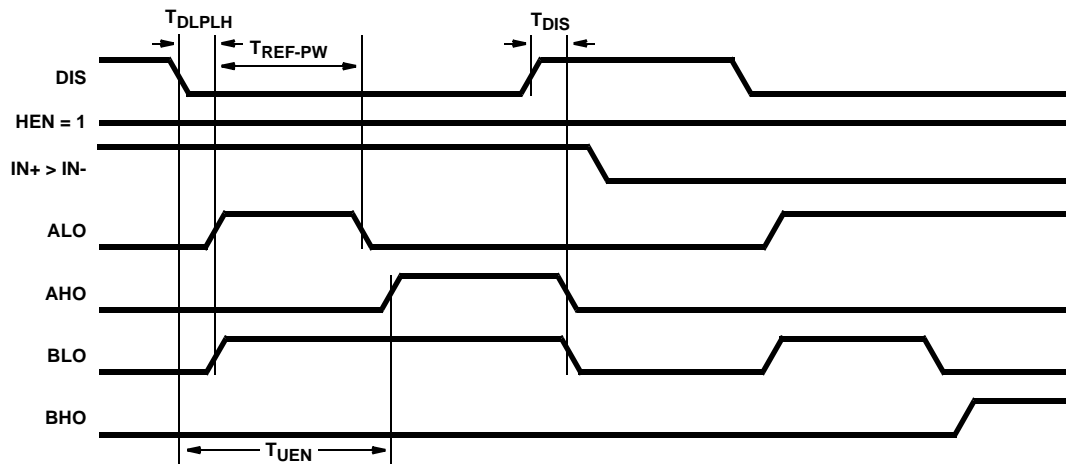 TDLPLH
TDIS
TREF-PW
DIS
HEN = 1
IN+ > IN-
ALO
AHO
BLO
BHO
TUEN